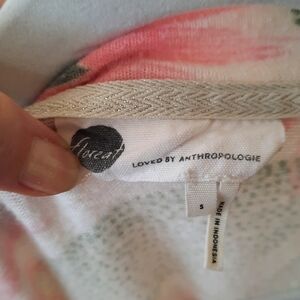 floreat
LOVED BY ANTHROPOLOGIE
S
MADE IN INDONESIA